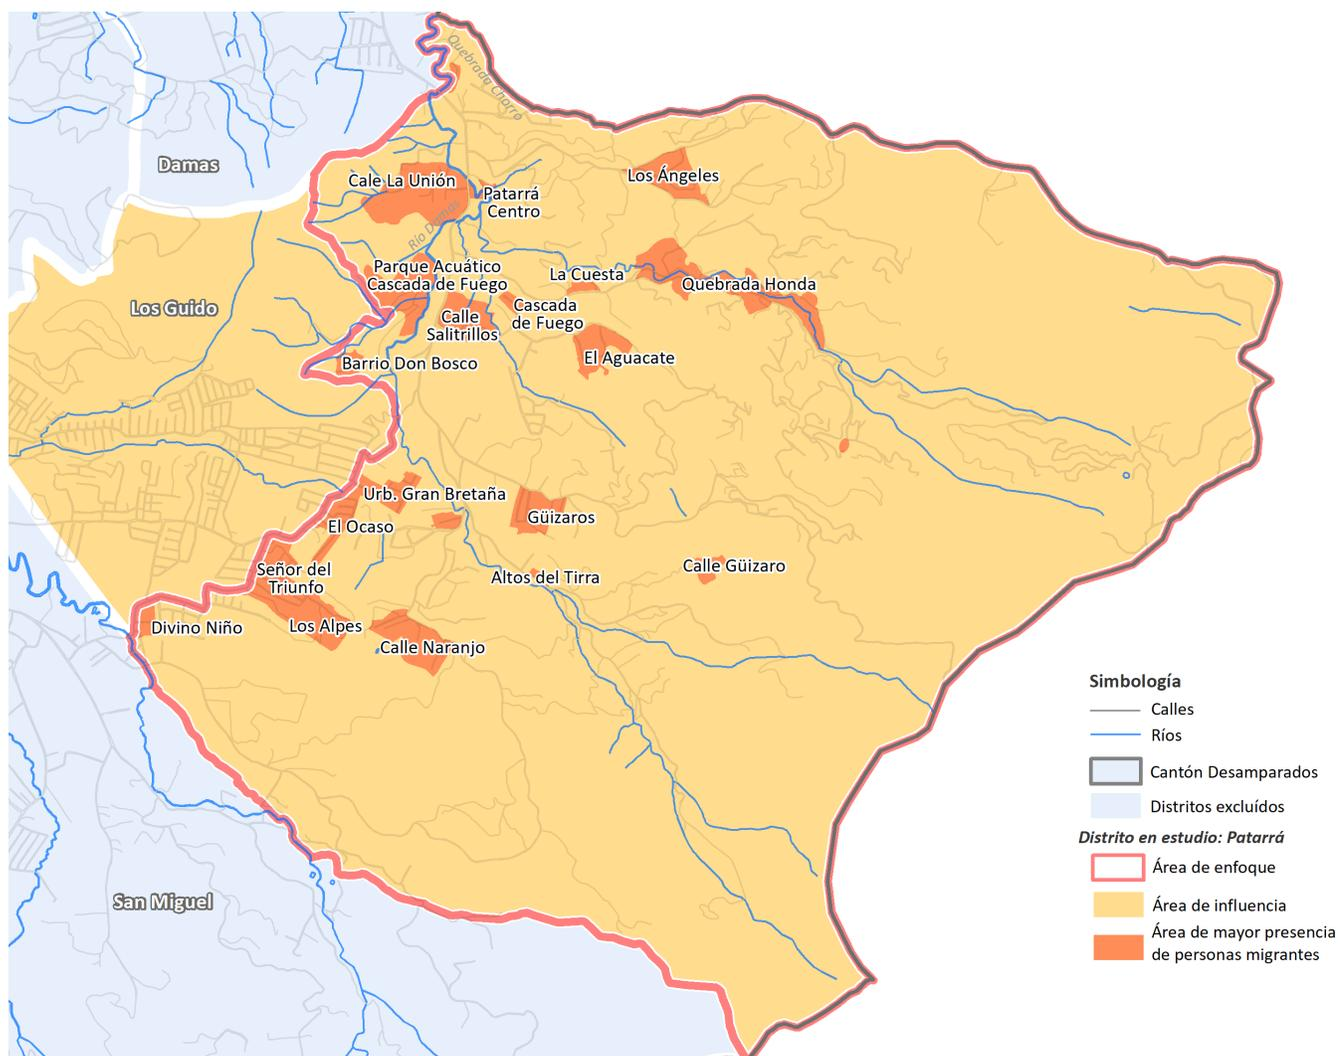 Quebrada Chorro
Damas
Cale La Unión
Los Ángeles
Patarrá
Centro
Río Damas
Parque Acuático
Cascada de Fuego
La Cuesta
Quebrada Honda
Los Guido
Cascada
de Fuego
Calle
Salitrillos
El Aguacate
Barrio Don Bosco
Urb. Gran Bretaña
Güizaros
El Ocaso
Señor del
Triunfo
Altos del Tirra
Calle Güizaro
Divino Niño
Los Alpes
Calle Naranjo
San Miguel
Simbología
Calles
Ríos
Cantón Desamparados
Distritos excluídos
Distrito en estudio: Patarrá
Área de enfoque
Área de influencia
Área de mayor presencia
de personas migrantes